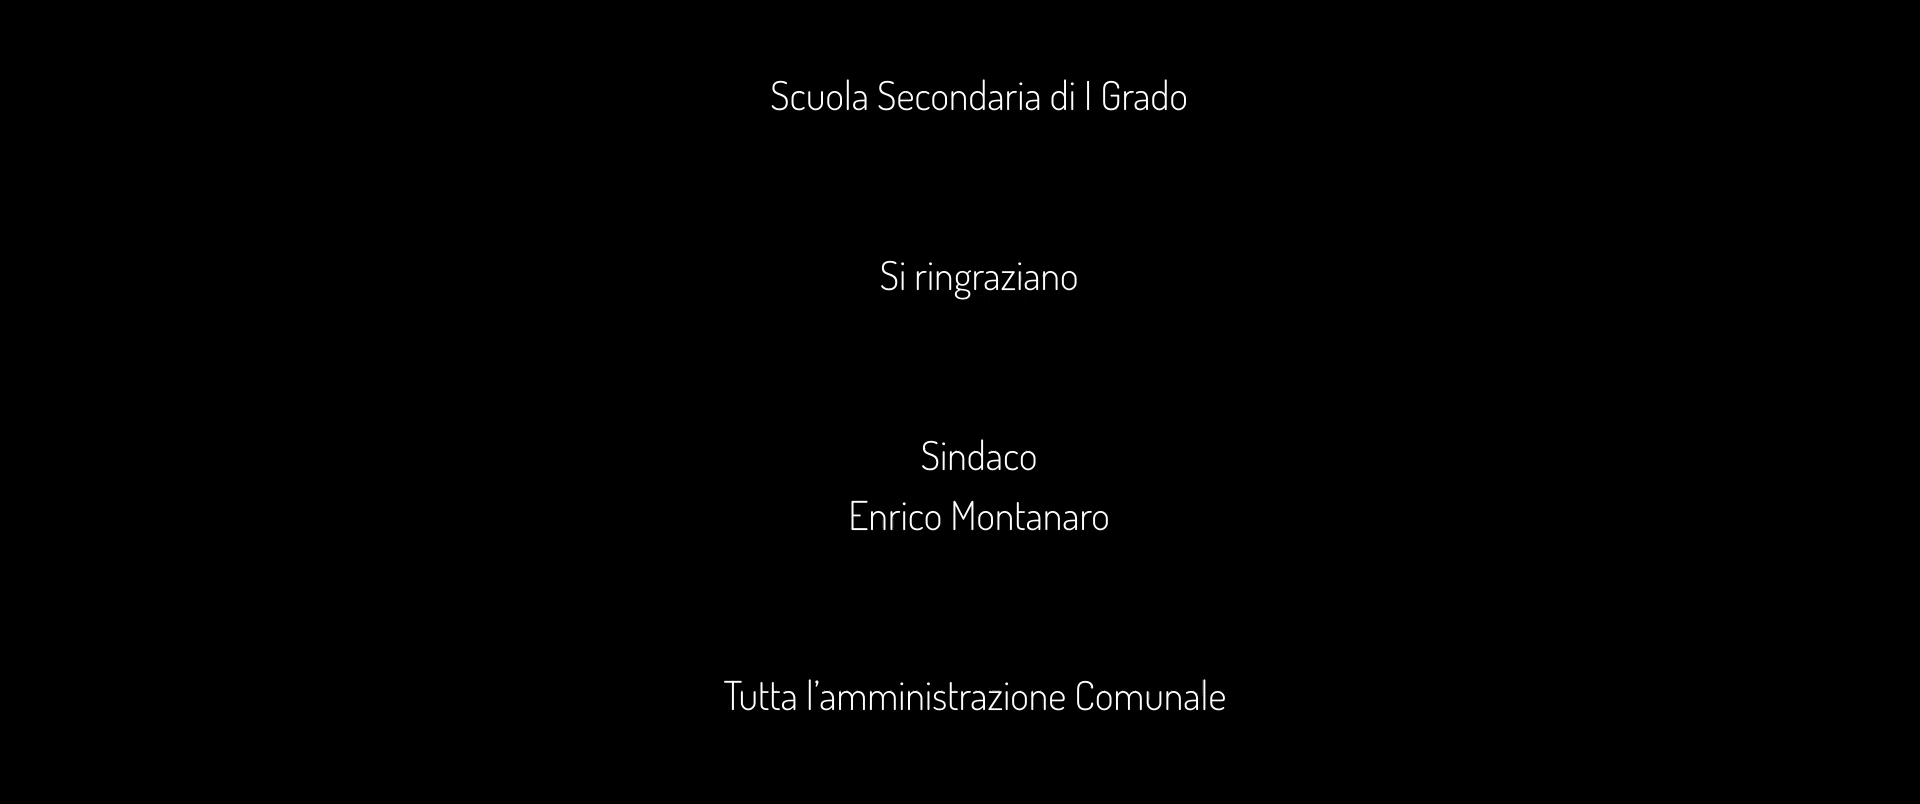 Scuola Secondaria di I Grado
Si ringraziano
Sindaco
Enrico Montanaro
Tutta l’amministrazione Comunale